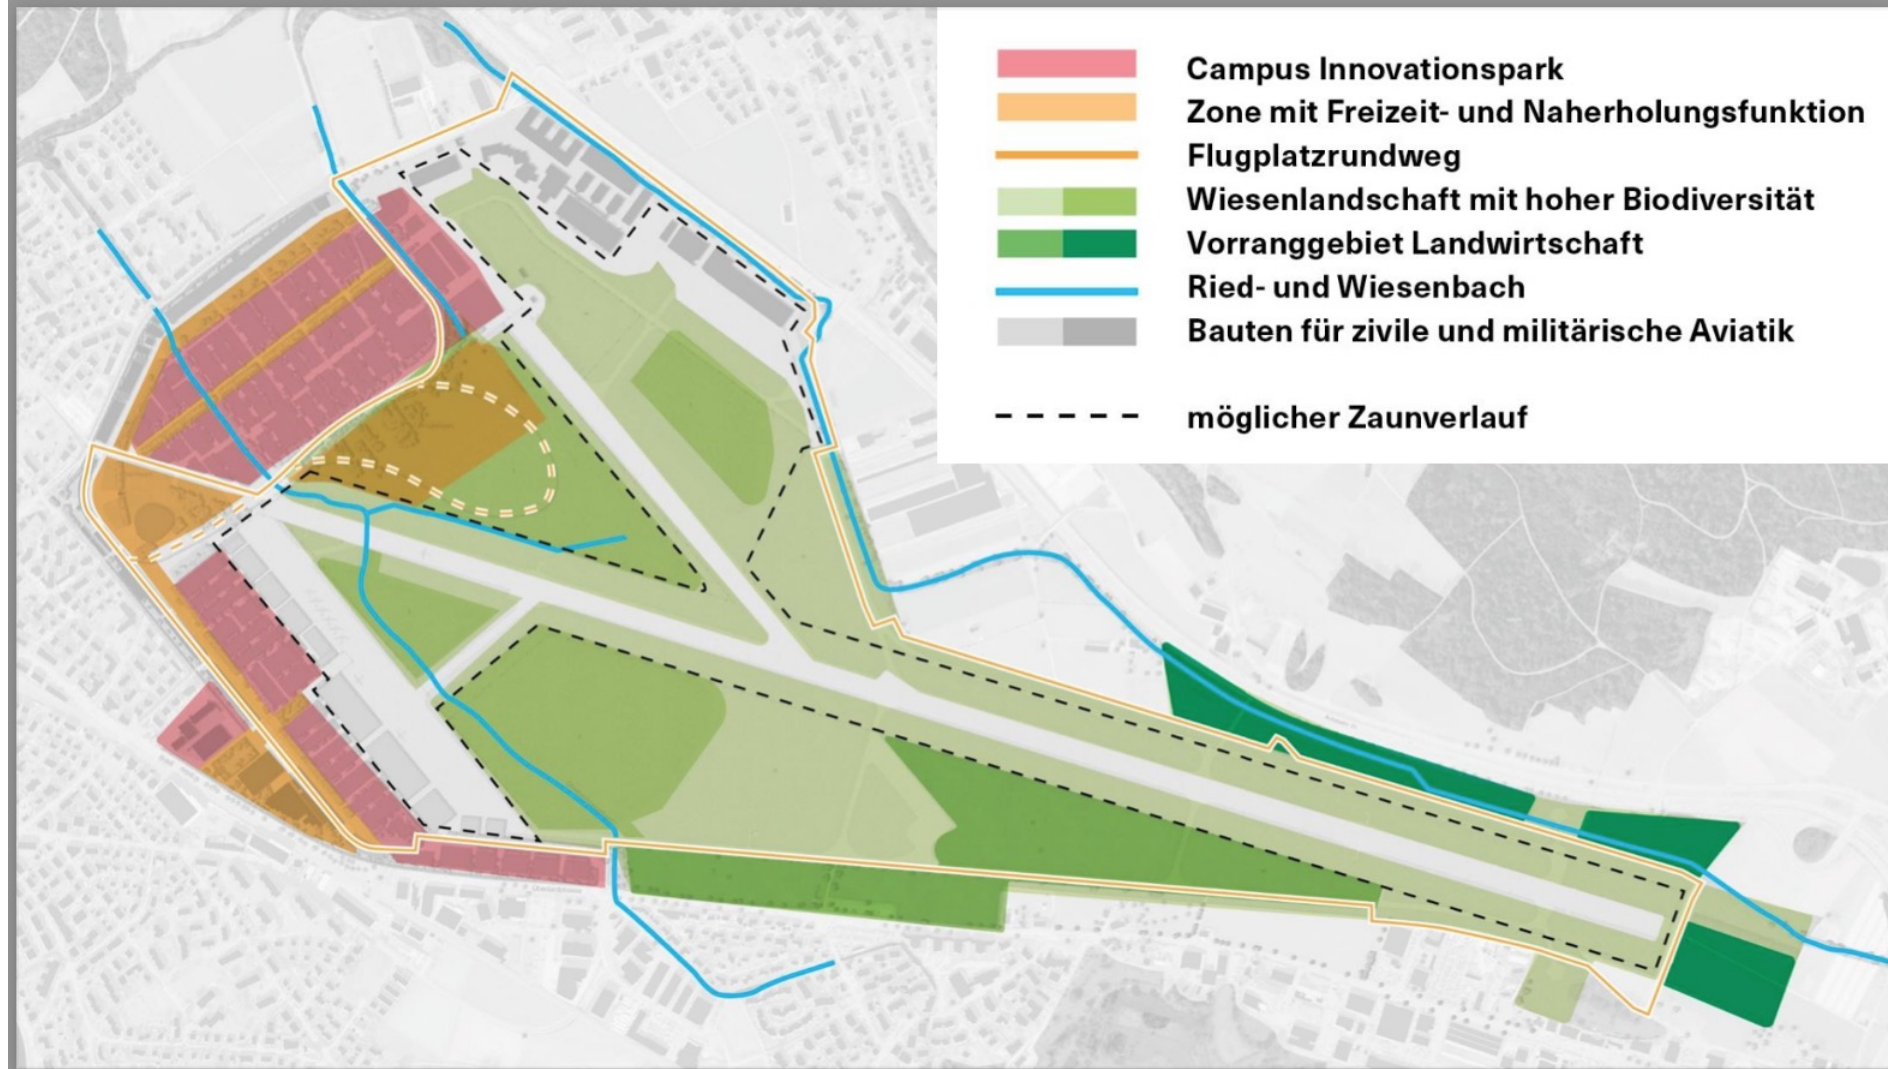 Campus Innovationspark
Zone mit Freizeit- und Naherholungsfunktion
Flugplatzrundweg
Wiesenlandschaft mit hoher Biodiversität
Vorranggebiet Landwirtschaft
Ried- und Wiesenbach
Bauten für zivile und militärische Aviatik
möglicher Zaunverlauf